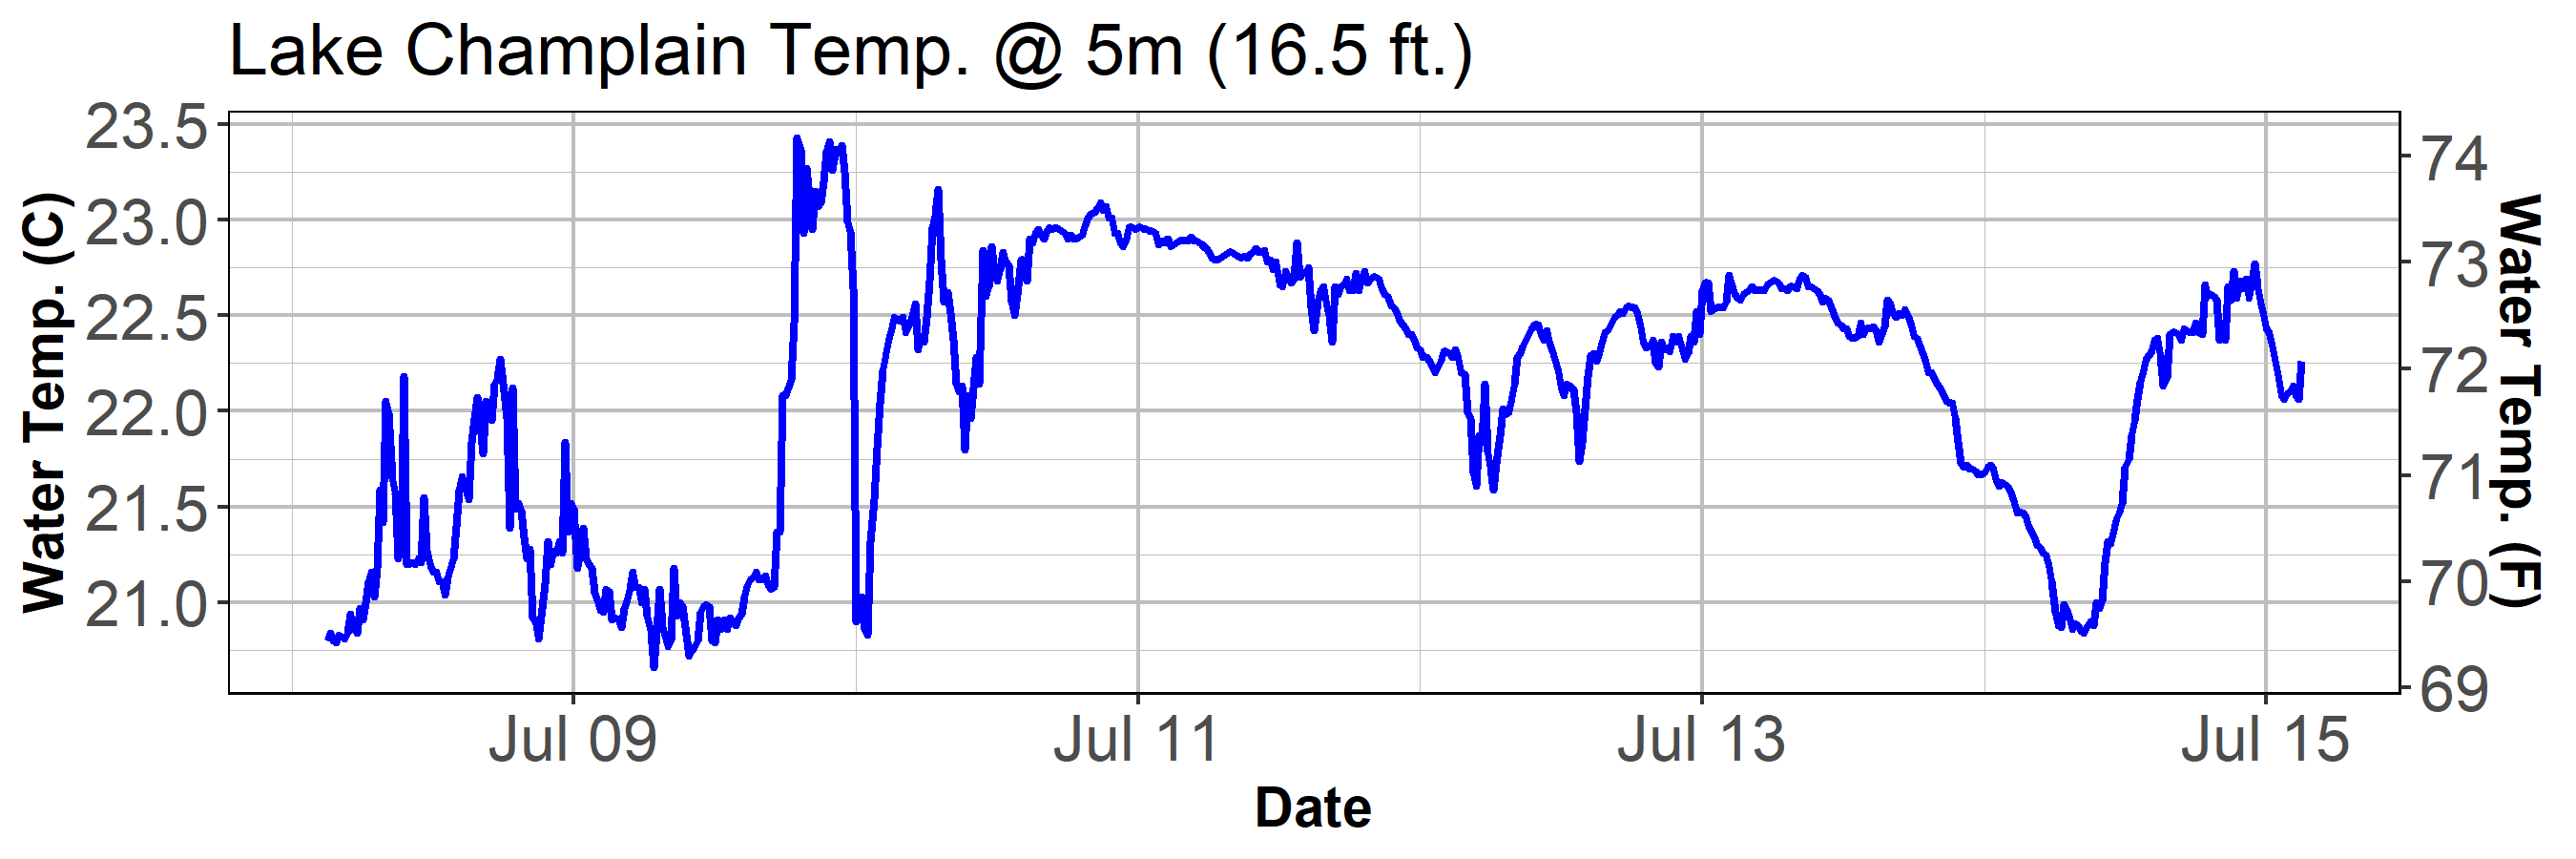 Lake Champlain Temp. @ 5m (16.5 ft.)
Water Temp. (C)
23.5
23.0
22.5
22.0
21.5
21.0
74
73
72
71
70
69
Water Temp. (F)
Jul 09
Jul 11
Jul 13
Jul 15
Date